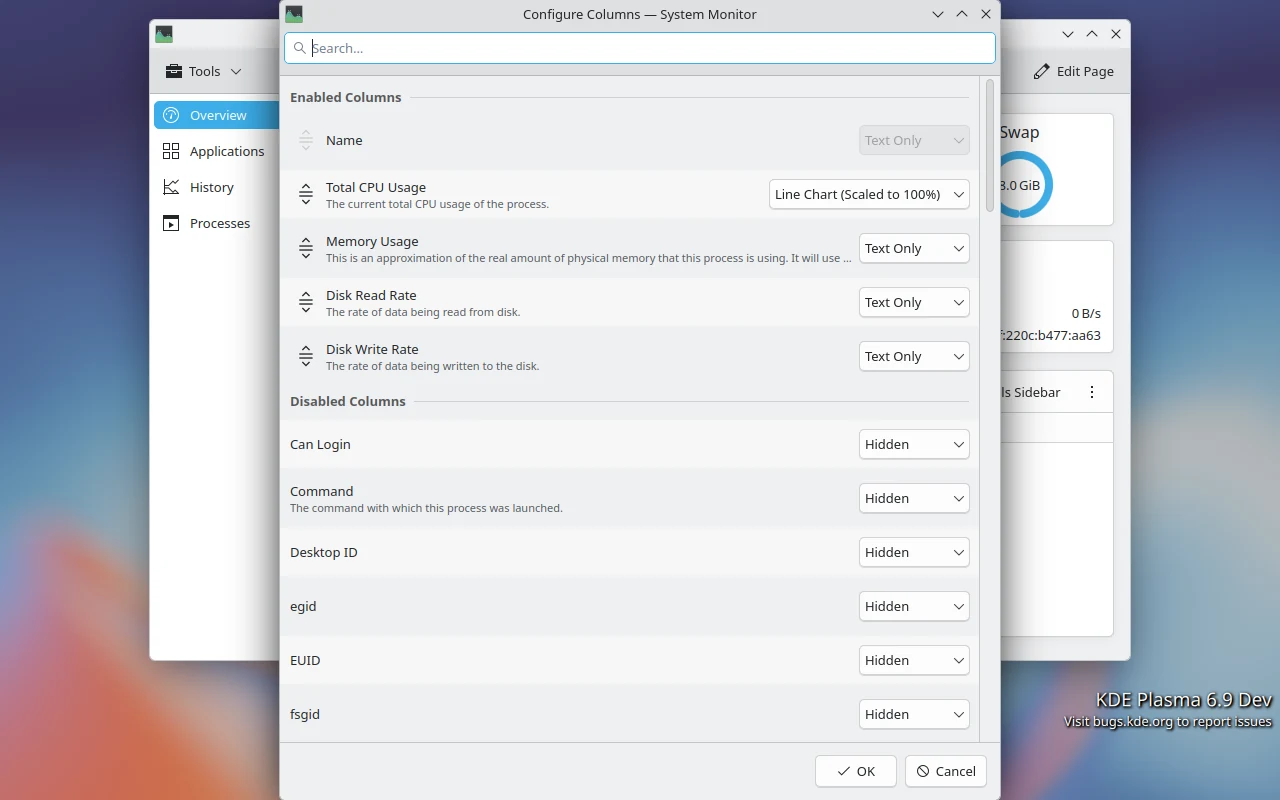 Configure Columns — System Monitor
Search...
Tools
Edit Page
Overview
Applications
History
Processes
Enabled Columns
Name
Text Only
Total CPU Usage
The current total CPU usage of the process.
Line Chart (Scaled to 100%)
Memory Usage
This is an approximation of the real amount of physical memory that this process is using. It will use ...
Text Only
Disk Read Rate
The rate of data being read from disk.
Text Only
Disk Write Rate
The rate of data being written to the disk.
Text Only
Disabled Columns
Can Login
Hidden
Command
The command with which this process was launched.
Hidden
Desktop ID
Hidden
egid
Hidden
EUID
Hidden
fsgid
Hidden
OK
Cancel
Swap
8.0 GiB
0 B/s
f:220c:b477:aa63
ls Sidebar
KDE Plasma 6.9 Dev
Visit bugs.kde.org to report issues